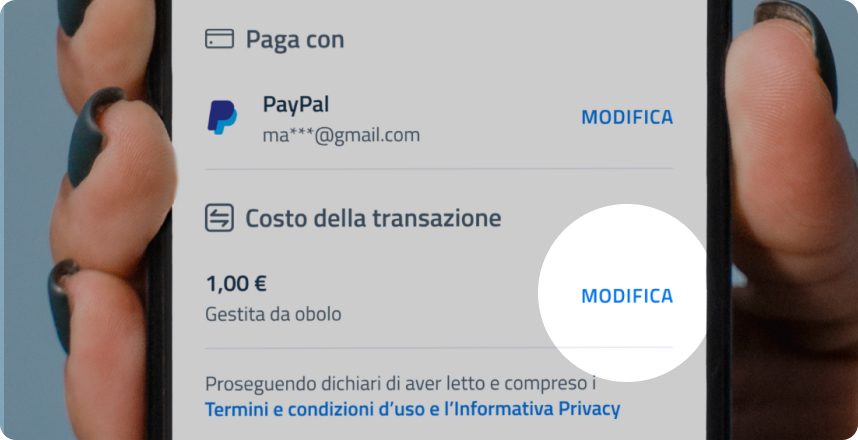 Paga con
PayPal
MODIFICA
ma***@gmail.com
Costo della transazione
1,00 €
MODIFICA
Gestita da obolo
Proseguendo dichiari di aver letto e compreso i
Termini e condizioni d'uso e l'Informativa Privacy